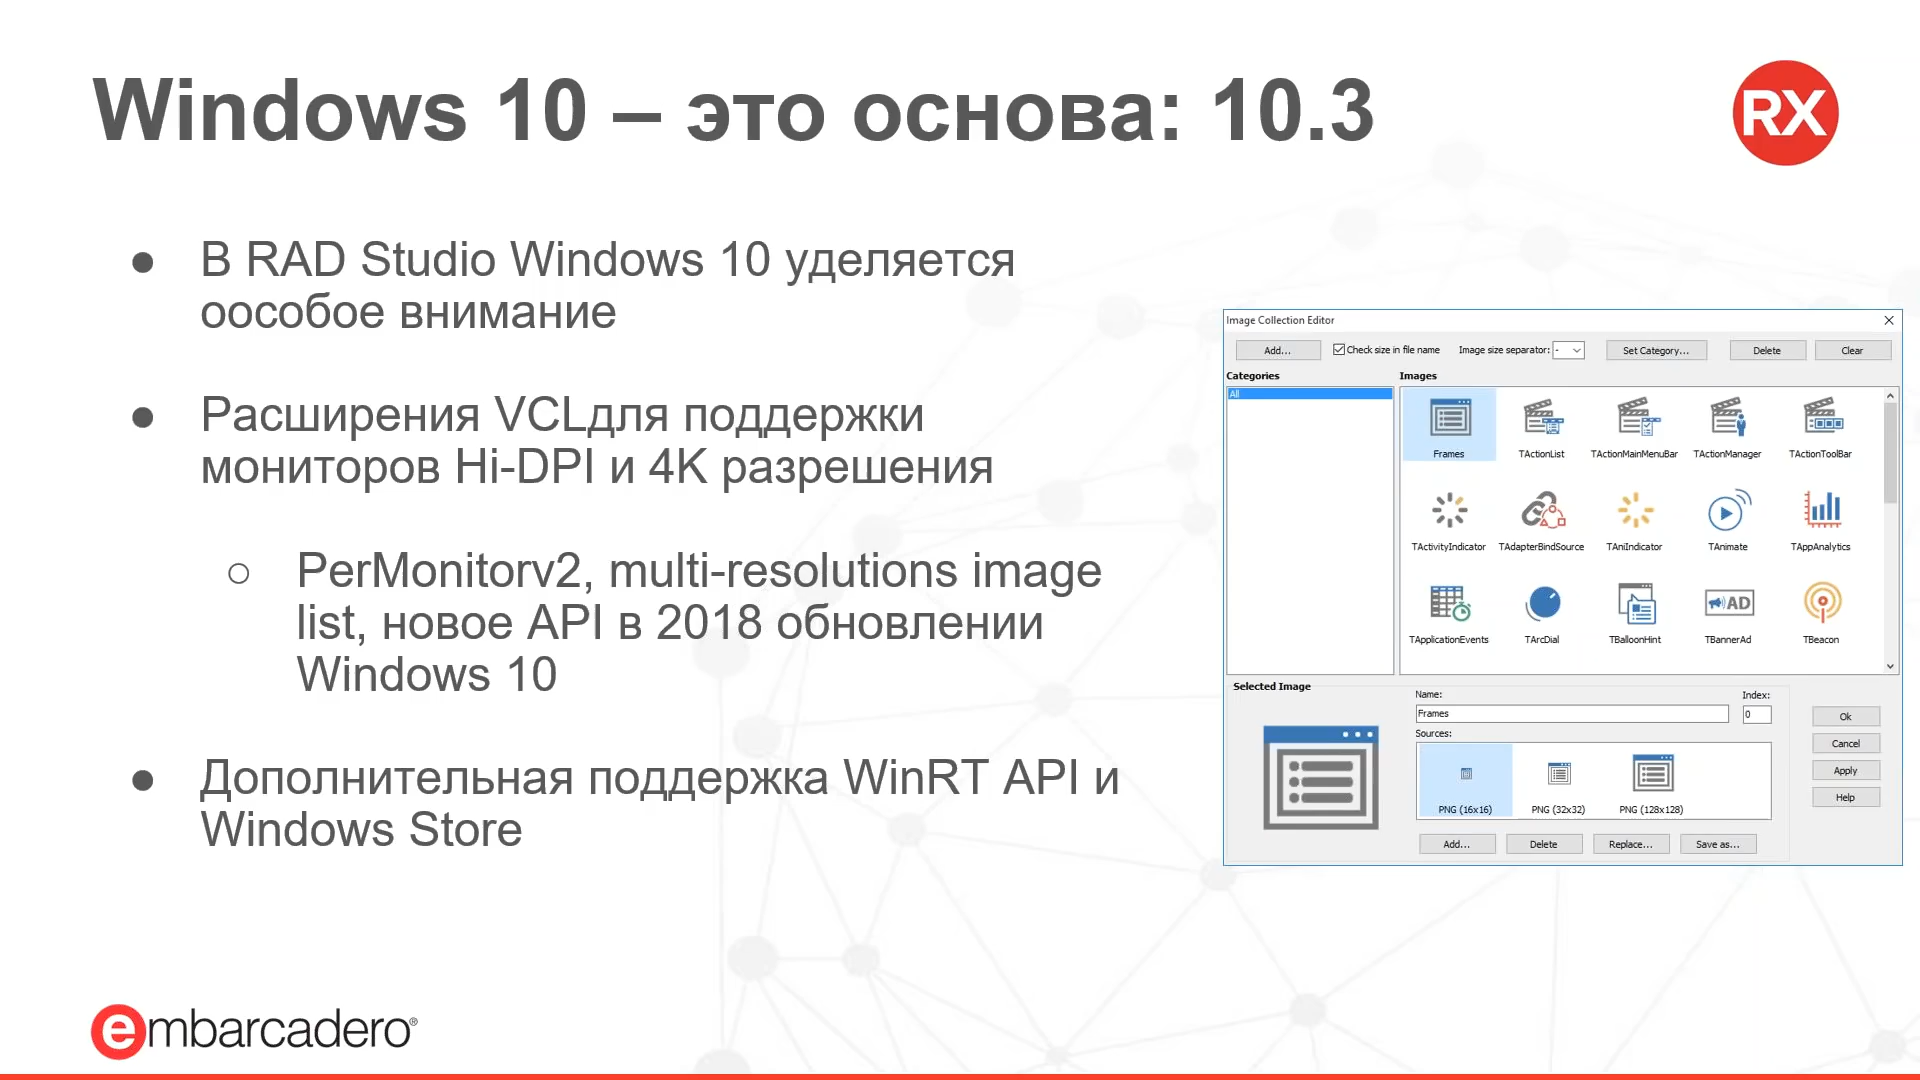 Windows 10 – это основа: 10.3
RX
● В RAD Studio Windows 10 уделяется
оособое внимание
● Расширения VCLдля поддержки
мониторов Hi-DPI и 4K разрешения
○ PerMonitorv2, multi-resolutions image
list, новое API в 2018 обновлении
Windows 10
● Дополнительная поддержка WinRT API и
Windows Store
Image Collection Editor
Add... Check size in file name Image size separator: - Set Category... Delete Clear
Categories Images
All
Frames TActionList TActionMainMenuBar TActionManager TActionToolBar
TActivityIndicator TAdapterBindSource TAniIndicator TAnimate TAppAnalytics
AD
TApplicationEvents TArcDial TBalloonHint TBannerAd TBeacon
Selected Image
Name: Index:
Frames 0
Sources:
PNG (16x16) PNG (32x32) PNG (128x128)
Add... Delete Replace... Save as...
Ok
Cancel
Apply
Help
embarcadero®